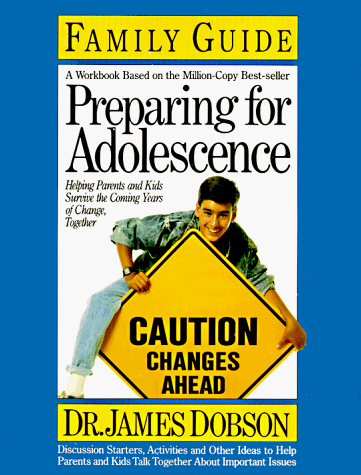 FAMILY GUIDE
A Workbook Based on the Million-Copy Best-seller
Preparing for
Adolescence
Helping Parents and Kids
Survive the Coming Years
of Change,
Together
CAUTION
CHANGES
AHEAD
DR. JAMES DOBSON
Discussion Starters, Activities and Other Ideas to Help
Parents and Kids Talk Together About Important Issues